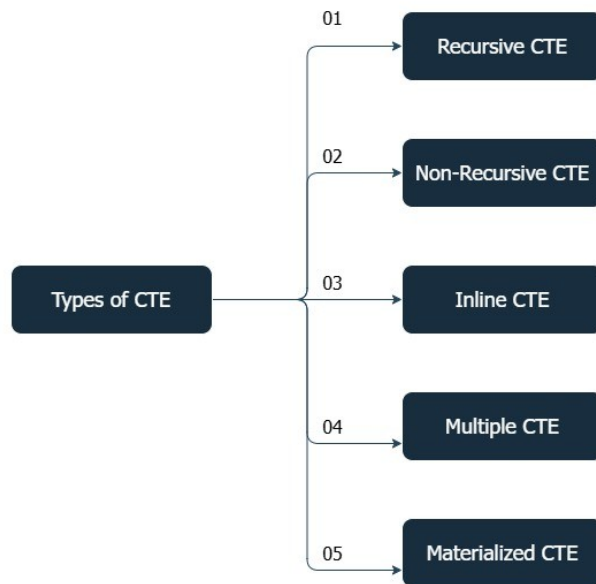 01
Recursive CTE
02
Non-Recursive CTE
Types of CTE
03
Inline CTE
04
Multiple CTE
05
Materialized CTE